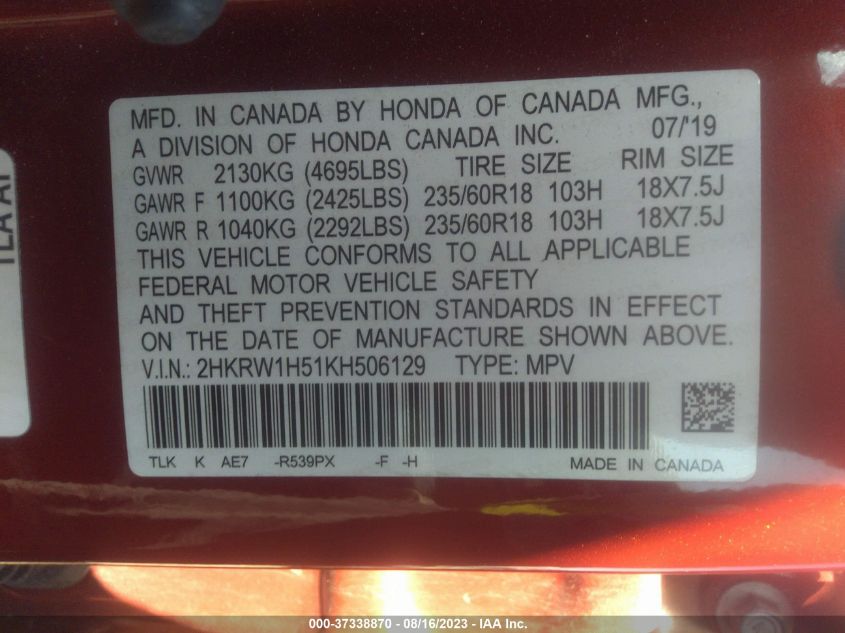 MFD. IN CANADA BY HONDA OF CANADA MFG.,
A DIVISION OF HONDA CANADA INC. 07/'19
GVWR 2130KG (4695LBS) TIRE SIZE RIM SIZE
GAWR F 1100KG (2425LBS) 235/60R18 103H 18X7.5J
GAWR R 1040KG (2292LBS) 235/60R18 103H 18X7.5J
THIS VEHICLE CONFORMS TO ALL APPLICABLE
FEDERAL MOTOR VEHICLE SAFETY
AND THEFT PREVENTION STANDARDS IN EFFECT
ON THE DATE OF MANUFACTURE SHOWN ABOVE.
V.I.N.: 2HKRW1H51KH506129 TYPE: MPV
TLK K AE7 -R539PX -F -H MADE IN CANADA
000-37338870 - 08/16/2023 - IAA Inc.